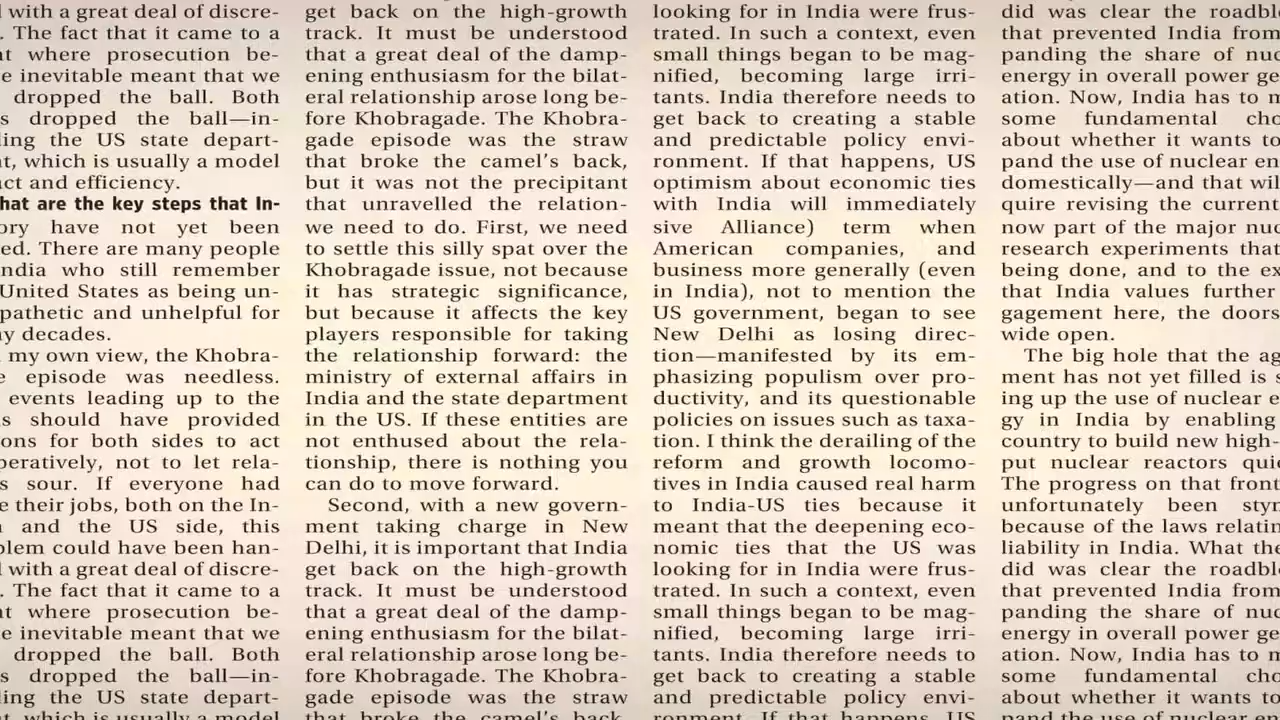 with a great deal of discre-
. The fact that it came to a
where prosecution be-
inevitable meant that we
dropped the ball. Both
dropped the ball—in-
the US state depart-
, which is usually a model
and efficiency.
are the key steps that In-
have not yet been
. There are many people
who still remember
United States as being un-
pathetic and unhelpful for
decades.
my own view, the Khobra-
episode was needless.
events leading up to the
should have provided
for both sides to act
, not to let rela-
sour. If everyone had
their jobs, both on the In-
and the US side, this
could have been han-
with a great deal of discre-
. The fact that it came to a
where prosecution be-
inevitable meant that we
dropped the ball. Both
dropped the ball—in-
the US state depart-
which is usually a model
get back on the high-growth
track. It must be understood
that a great deal of the damp-
ening enthusiasm for the bilat-
eral relationship arose long be-
fore Khobragade. The Khobra-
gade episode was the straw
that broke the camel's back,
but it was not the precipitant
that unravelled the relation-
we need to do. First, we need
to settle this silly spat over the
Khobragade issue, not because
it has strategic significance,
but because it affects the key
players responsible for taking
the relationship forward: the
ministry of external affairs in
India and the state department
in the US. If these entities are
not enthused about the rela-
tionship, there is nothing you
can do to move forward.
Second, with a new govern-
ment taking charge in New
Delhi, it is important that India
get back on the high-growth
track. It must be understood
that a great deal of the damp-
ening enthusiasm for the bilat-
eral relationship arose long be-
fore Khobragade. The Khobra-
gade episode was the straw
that broke the camel's back,
looking for in India were frus-
trated. In such a context, even
small things began to be mag-
nified, becoming large irri-
tants. India therefore needs to
get back to creating a stable
and predictable policy envi-
ronment. If that happens, US
optimism about economic ties
with India will immediately
sive Alliance) term when
American companies, and
business more generally (even
in India), not to mention the
US government, began to see
New Delhi as losing direc-
tion—manifested by its em-
phasizing populism over pro-
ductivity, and its questionable
policies on issues such as taxa-
tion. I think the derailing of the
reform and growth locomo-
tives in India caused real harm
to India-US ties because it
meant that the deepening eco-
nomic ties that the US was
looking for in India were frus-
trated. In such a context, even
small things began to be mag-
nified, becoming large irri-
tants. India therefore needs to
get back to creating a stable
and predictable policy envi-
ronment. If that happens, US
did was clear the
that prevented India from
panding the share of
energy in overall power
ation. Now, India has to
some fundamental
about whether it wants to
pand the use of nuclear
domestically—and that
quire revising the current
now part of the major
research experiments that
being done, and to the
that India values further
gagement here, the doors
wide open.
The big hole that the
ment has not yet filled is
ing up the use of nuclear
gy in India by enabling
country to build new high-
put nuclear reactors
The progress on that front
unfortunately been
because of the laws
liability in India. What
did was clear the
that prevented India from
panding the share of
energy in overall power
ation. Now, India has to
some fundamental
about whether it wants to
pand the use of nuclear